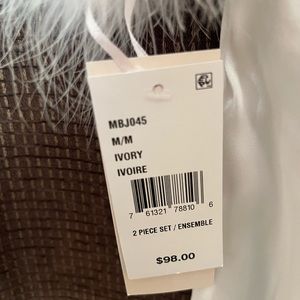 MBJ045
M/M
IVORY
IVOIRE
7 61321 78810 6
2 PIECE SET / ENSEMBLE
$98.00